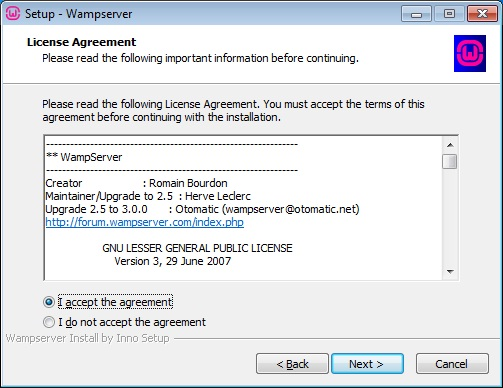 Setup - Wampserver
License Agreement
Please read the following important information before continuing.
Please read the following License Agreement. You must accept the terms of this
agreement before continuing with the installation.
------------------------------------------------------------
** WampServer
------------------------------------------------------------
Creator : Romain Bourdon
Maintainer/Upgrade to 2.5 : Herve Leclerc
Upgrade 2.5 to 3.0.0 : Otomatic (wampserver@otomatic.net)
http://forum.wampserver.com/index.php
GNU LESSER GENERAL PUBLIC LICENSE
Version 3, 29 June 2007
I accept the agreement
I do not accept the agreement
Wampserver Install by Inno Setup
< Back Next > Cancel